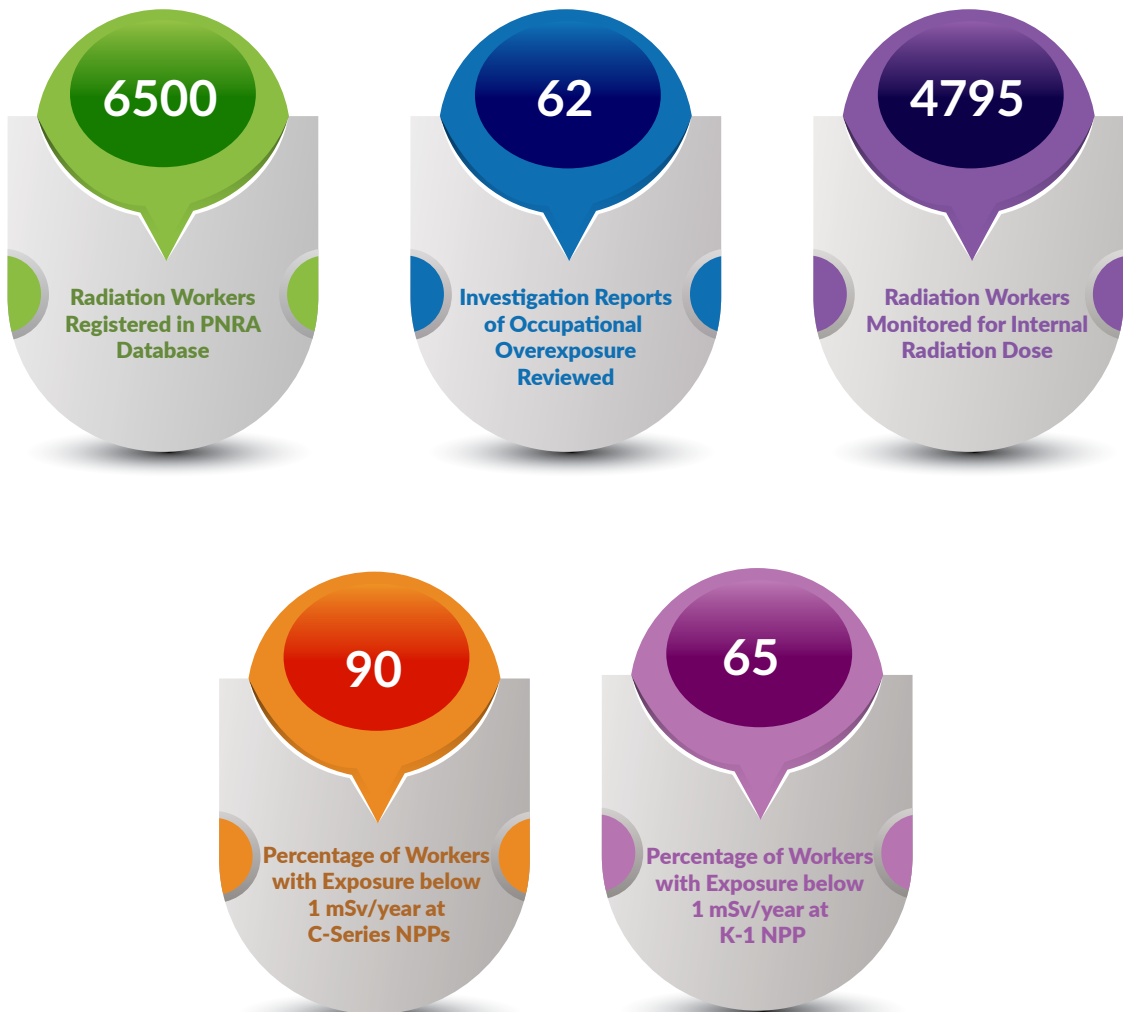 6500
Radiation Workers
Registered in PNRA
Database
62
Investigation Reports
of Occupational
Overexposure
Reviewed
4795
Radiation Workers
Monitored for Internal
Radiation Dose
90
Percentage of Workers
with Exposure below
1 mSv/year at
C-Series NPPs
65
Percentage of Workers
with Exposure below
1 mSv/year at
K-1 NPP